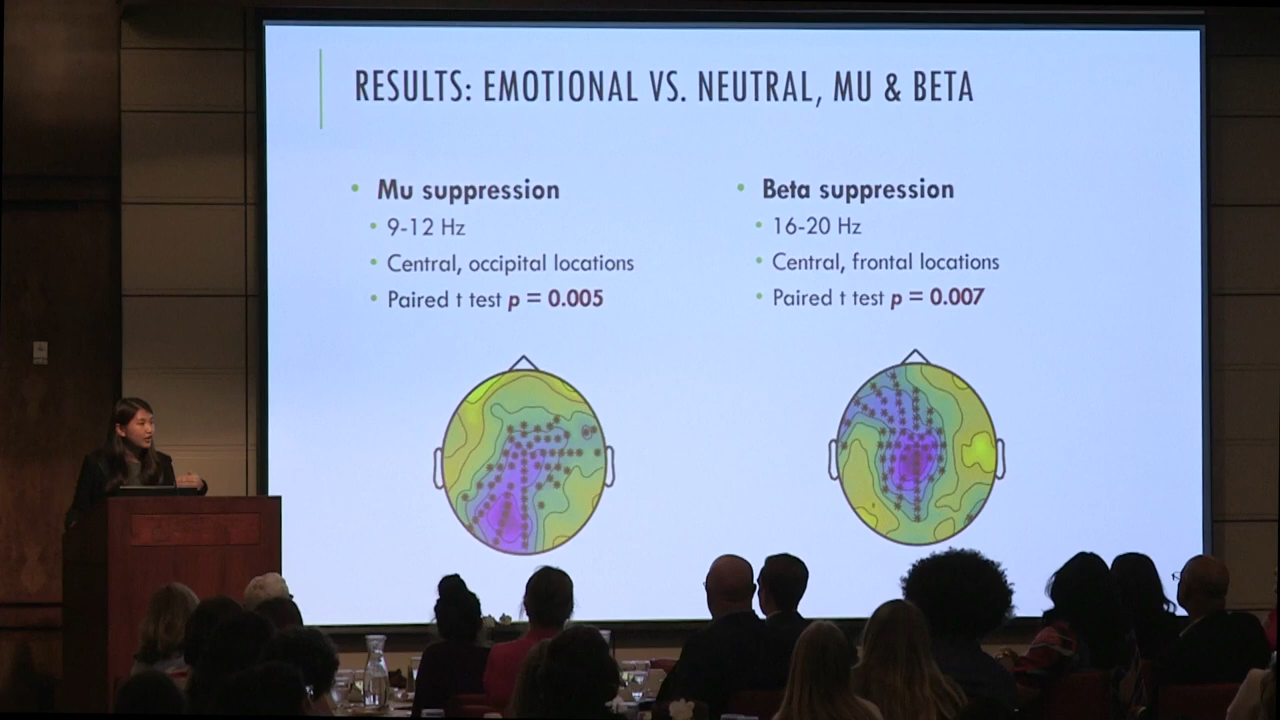 RESULTS: EMOTIONAL VS. NEUTRAL, MU & BETA
Mu suppression
9-12 Hz
Central, occipital locations
Paired t test p = 0.005
Beta suppression
16-20 Hz
Central, frontal locations
Paired t test p = 0.007